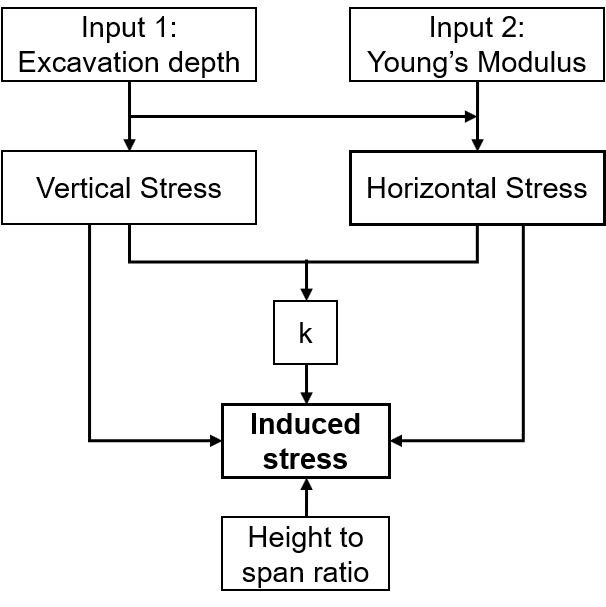 Input 1:
Excavation depth
Input 2:
Young's Modulus
Vertical Stress
Horizontal Stress
k
Induced
stress
Height to
span ratio